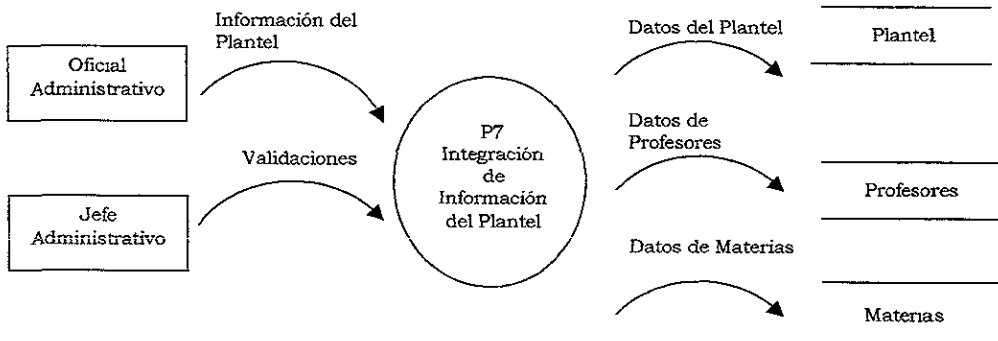 Información del
Plantel
Oficial
Administrativo
Validaciones
Jefe
Administrativo
P7
Integración
de
Información
del Plantel
Datos del Plantel
Datos de
Profesores
Datos de Materias
Plantel
Profesores
Materias